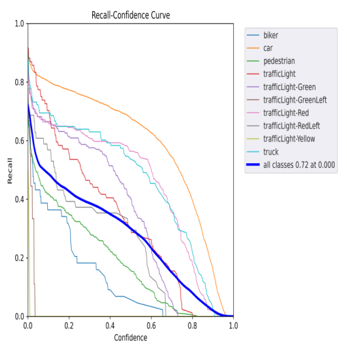 Recall-Confidence Curve
1.0
0.8
0.6
0.4
0.2
0.0
Recall
0.0 0.2 0.4 0.6 0.8 1.0
Confidence
biker
car
pedestrian
trafficLight
trafficLight-Green
trafficLight-GreenLeft
trafficLight-Red
trafficLight-RedLeft
trafficLight-Yellow
truck
all classes 0.72 at 0.000